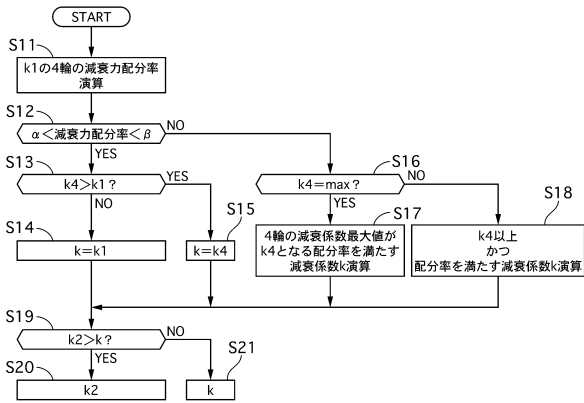 START
S11
k1の4輪の減衰力配分率
演算
S12
α＜減衰力配分率＜β
NO
YES
S13
k4>k1?
YES
NO
S16
k4=max?
NO
YES
S14
k=k1
S15
k=k4
S17
4輪の減衰係数最大値が
k4となる配分率を満たす
減衰係数k演算
S18
k4以上
かつ
配分率を満たす減衰係数k演算
S19
k2>k?
NO
YES
S20
k2
S21
k